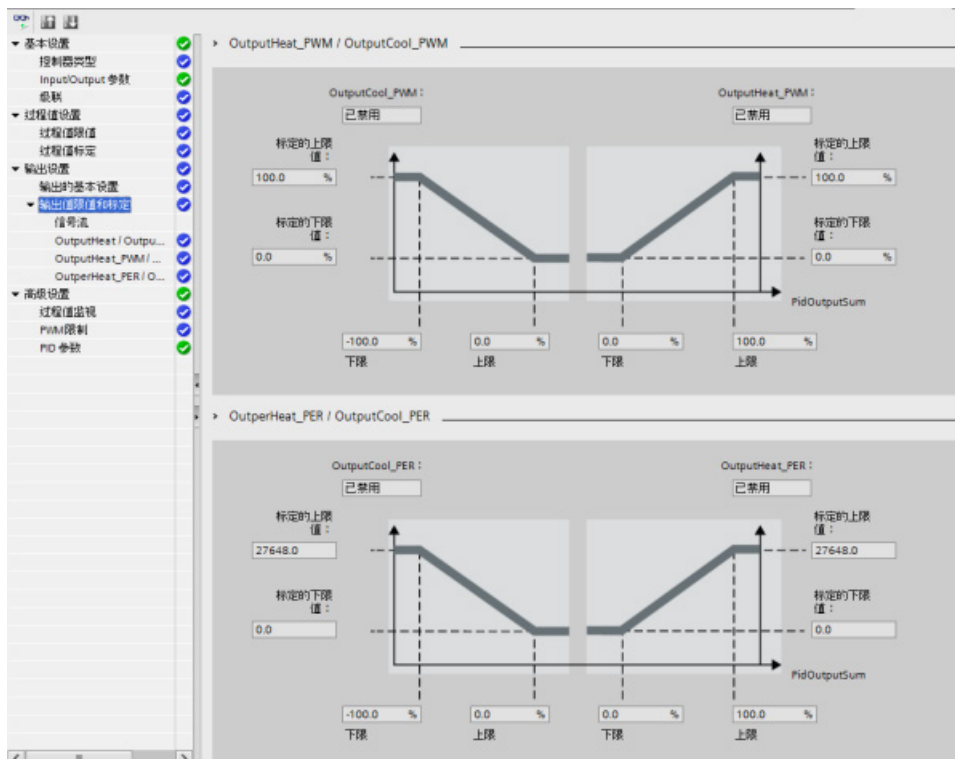 基本设置
控制器类型
Input/Output 参数
级联
过程值设置
过程值限值
过程值标定
输出设置
输出的基本设置
输出值限值和标定
信号流
OutputHeat / Outpu...
OutputHeat_PWM / ...
OutperHeat_PER / O...
高级设置
过程值监视
PWM限制
PID 参数
OutputHeat_PWM / OutputCool_PWM
OutputCool_PWM：
已禁用
OutputHeat_PWM：
已禁用
标定的上限
值：
100.0 %
标定的上限
值：
100.0 %
标定的下限
值：
0.0 %
标定的下限
值：
0.0 %
PidOutputSum
-100.0 %
0.0 %
0.0 %
100.0 %
下限
上限
下限
上限
OutperHeat_PER / OutputCool_PER
OutputCool_PER：
已禁用
OutputHeat_PER：
已禁用
标定的上限
值：
27648.0
标定的上限
值：
27648.0
标定的下限
值：
0.0
标定的下限
值：
0.0
PidOutputSum
-100.0 %
0.0 %
0.0 %
100.0 %
下限
上限
下限
上限